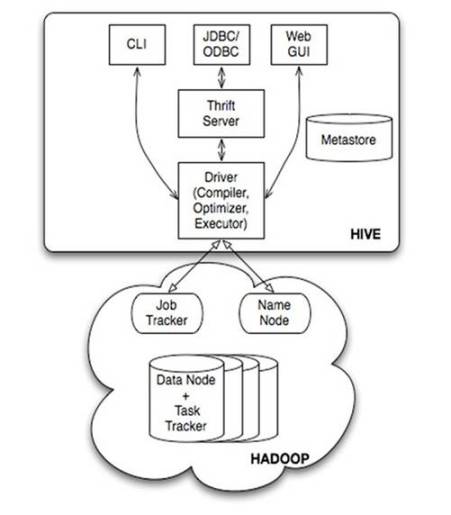 CLI
JDBC/
ODBC
Web
GUI
Thrift
Server
Metastore
Driver
(Compiler,
Optimizer,
Executor)
HIVE
Job
Tracker
Name
Node
Data Node
+
Task
Tracker
HADOOP